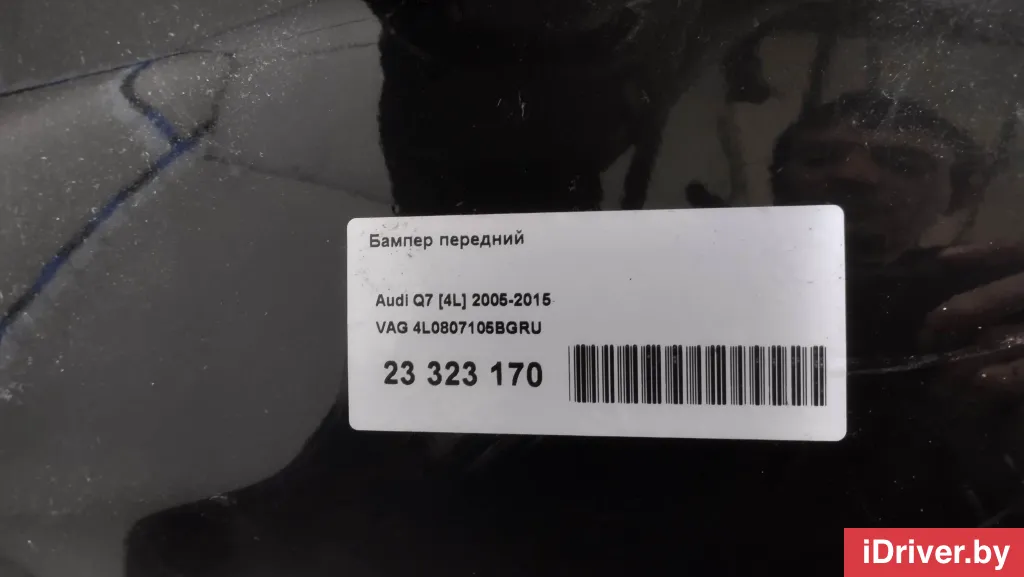 Бампер передний
Audi Q7 [4L] 2005-2015
VAG 4L0807105BGRU
23 323 170
iDriver.by